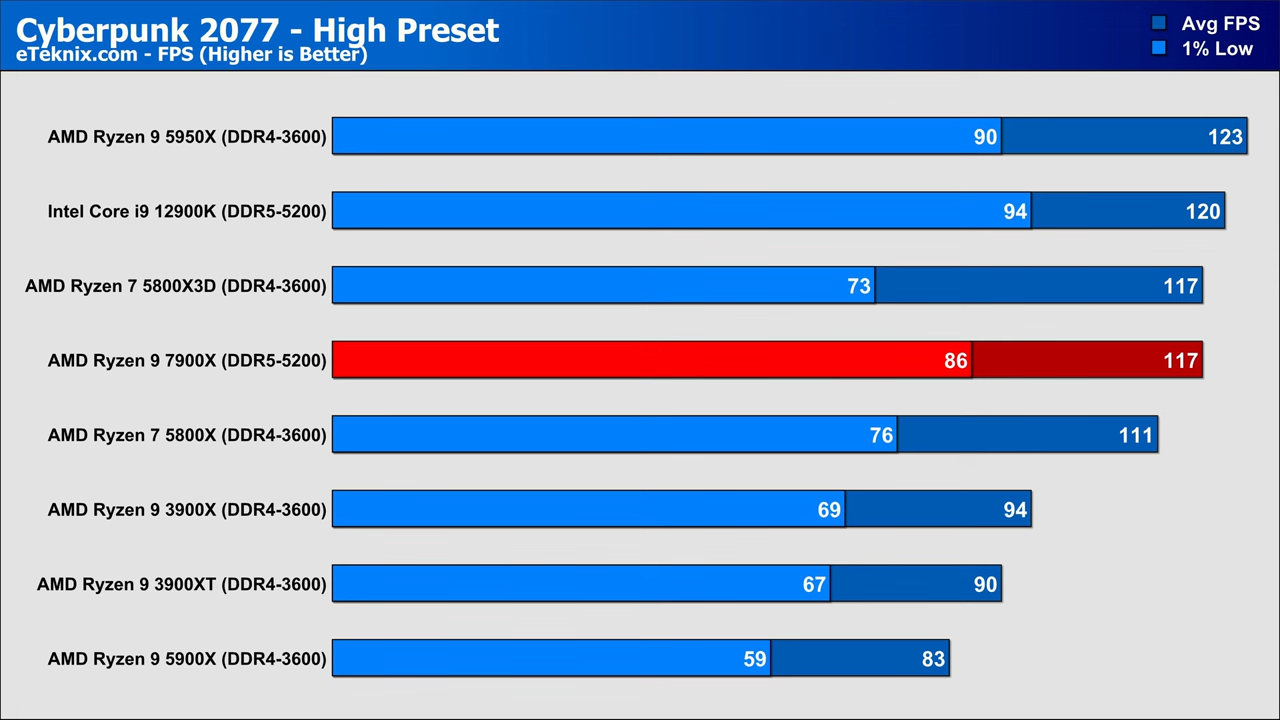 Cyberpunk 2077 - High Preset
eTeknix.com - FPS (Higher is Better)
Avg FPS
1% Low
AMD Ryzen 9 5950X (DDR4-3600) 90 123
Intel Core i9 12900K (DDR5-5200) 94 120
AMD Ryzen 7 5800X3D (DDR4-3600) 73 117
AMD Ryzen 9 7900X (DDR5-5200) 86 117
AMD Ryzen 7 5800X (DDR4-3600) 76 111
AMD Ryzen 9 3900X (DDR4-3600) 69 94
AMD Ryzen 9 3900XT (DDR4-3600) 67 90
AMD Ryzen 9 5900X (DDR4-3600) 59 83